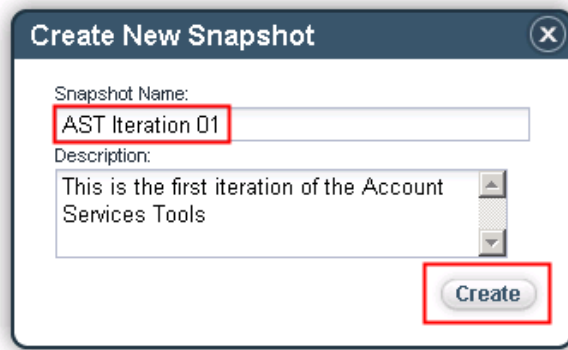 Create New Snapshot
Snapshot Name:
AST Iteration 01
Description:
This is the first iteration of the Account
Services Tools
Create